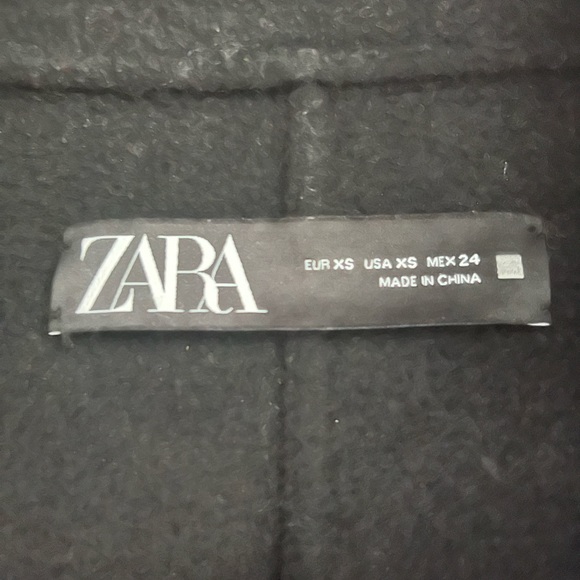 ZARA
EUR XS USA XS MEX 24
MADE IN CHINA